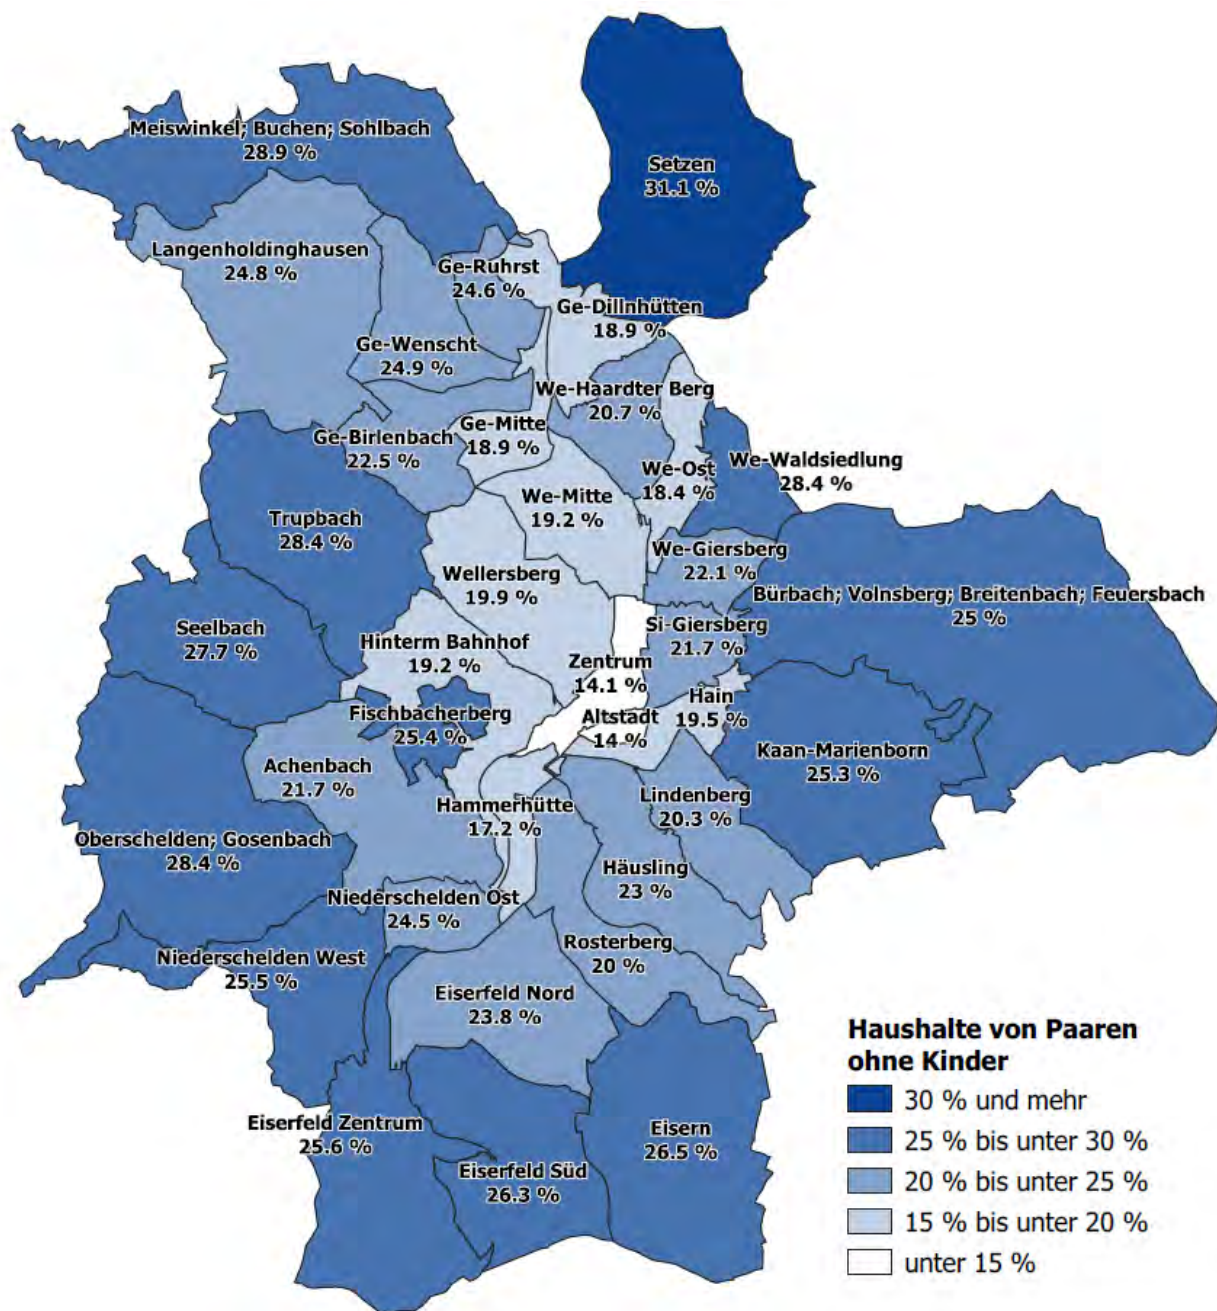 Meiswinkel; Buchen; Sohlbach
28.9 %
Setzen
31.1 %
Langenholdinghausen
24.8 %
Ge-Ruhrst
24.6 %
Ge-Dillnhütten
18.9 %
Ge-Wenscht
24.9 %
We-Haardter Berg
20.7 %
Ge-Birlenbach
22.5 %
Ge-Mitte
18.9 %
We-Ost
18.4 %
We-Waldsiedlung
28.4 %
We-Mitte
19.2 %
Trupbach
28.4 %
We-Giersberg
22.1 %
Wellersberg
19.9 %
Bürbach; Volnsberg; Breitenbach; Feuersbach
25 %
Seelbach
27.7 %
Hinterm Bahnhof
19.2 %
Si-Giersberg
21.7 %
Zentrum
14.1 %
Hain
19.5 %
Fischbacherberg
25.4 %
Altstadt
14 %
Kaan-Marienborn
25.3 %
Achenbach
21.7 %
Lindenberg
20.3 %
Hammerhütte
17.2 %
Oberschelden; Gosenbach
28.4 %
Häusling
23 %
Niederschelden Ost
24.5 %
Rosterberg
20 %
Niederschelden West
25.5 %
Eiserfeld Nord
23.8 %
Eiserfeld Zentrum
25.6 %
Eisern
26.5 %
Eiserfeld Süd
26.3 %
Haushalte von Paaren
ohne Kinder
30 % und mehr
25 % bis unter 30 %
20 % bis unter 25 %
15 % bis unter 20 %
unter 15 %